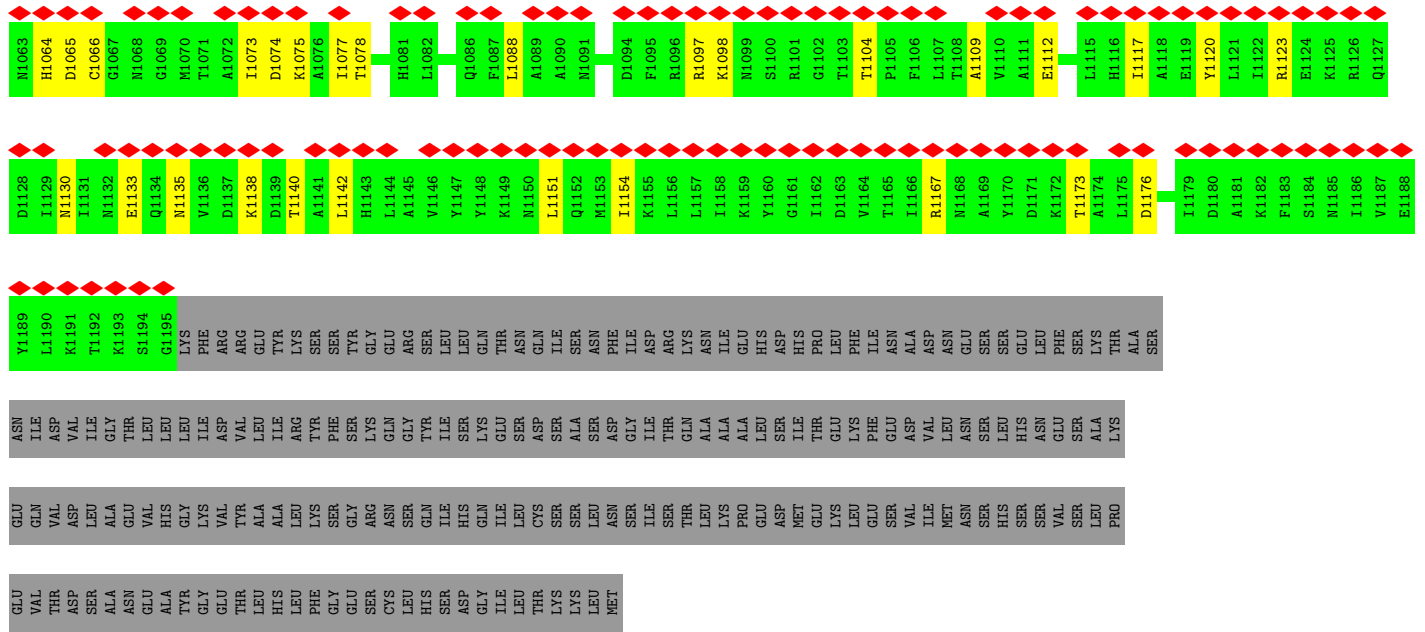 N1063 H1064 D1065 C1066 G1067 N1068 G1069 M1070 T1071 A1072 I1073 D1074 K1075 A1076 I1077 T1078 H1081 L1082 Q1086 F1087 L1088 A1089 A1090 N1091 D1094 F1095 R1096 R1097 K1098 N1099 S1100 R1101 G1102 T1103 T1104 P1105 F1106 L1107 T1108 A1109 V1110 A1111 E1112 L1115 H1116 I1117 A1118 E1119 Y1120 L1121 I1122 R1123 E1124 K1125 R1126 Q1127
D1128 I1129 N1130 I1131 N1132 E1133 Q1134 N1135 V1136 D1137 K1138 D1139 T1140 A1141 L1142 H1143 L1144 A1145 V1146 Y1147 Y1148 K1149 N1150 L1151 Q1152 M1153 I1154 K1155 L1156 L1157 I1158 K1159 Y1160 G1161 I1162 D1163 V1164 T1165 I1166 R1167 N1168 A1169 Y1170 D1171 K1172 T1173 A1174 L1175 D1176 I1179 D1180 A1181 K1182 F1183 S1184 N1185 I1186 V1187 E1188
Y1189 L1190 K1191 T1192 K1193 S1194 G1195 LYS PHE ARG ARG GLU TYR LYS SER SER TYR GLY GLU ARG SER LEU LEU GLN THR ASN GLN ILE SER ASN PHE ILE ASP ARG LYS ASN ILE GLU HIS ASP HIS PRO LEU PHE ILE ASN ALA ASP ASN GLU SER SER GLU LEU PHE SER LYS THR ALA SER
ASN ILE ASP VAL ILE GLY THR LEU LEU LEU ILE ASP VAL LEU ILE ARG TYR PHE SER LYS GLN GLY TYR ILE SER LYS GLU SER ASP SER ALA SER ASP GLY ILE THR GLN ALA ALA ALA LEU SER ILE THR GLU LYS PHE GLU ASP VAL LEU ASN SER LEU HIS ASN GLU SER ALA LYS
GLU GLN VAL ASP LEU ALA GLU VAL HIS GLY LYS VAL TYR ALA ALA LEU LYS SER GLY ARG ASN SER GLN ILE HIS GLN ILE LEU CYS SER SER LEU ASN SER ILE SER THR LEU LYS PRO GLU ASP MET GLU LYS LEU GLU SER VAL ILE MET ASN SER HIS SER SER VAL SER LEU PRO
GLU VAL THR ASP SER ALA ASN GLU ALA TYR GLY GLU THR LEU HIS LEU PHE GLY GLU SER CYS LEU HIS SER ASP GLY ILE LEU THR LYS LYS LEU MET